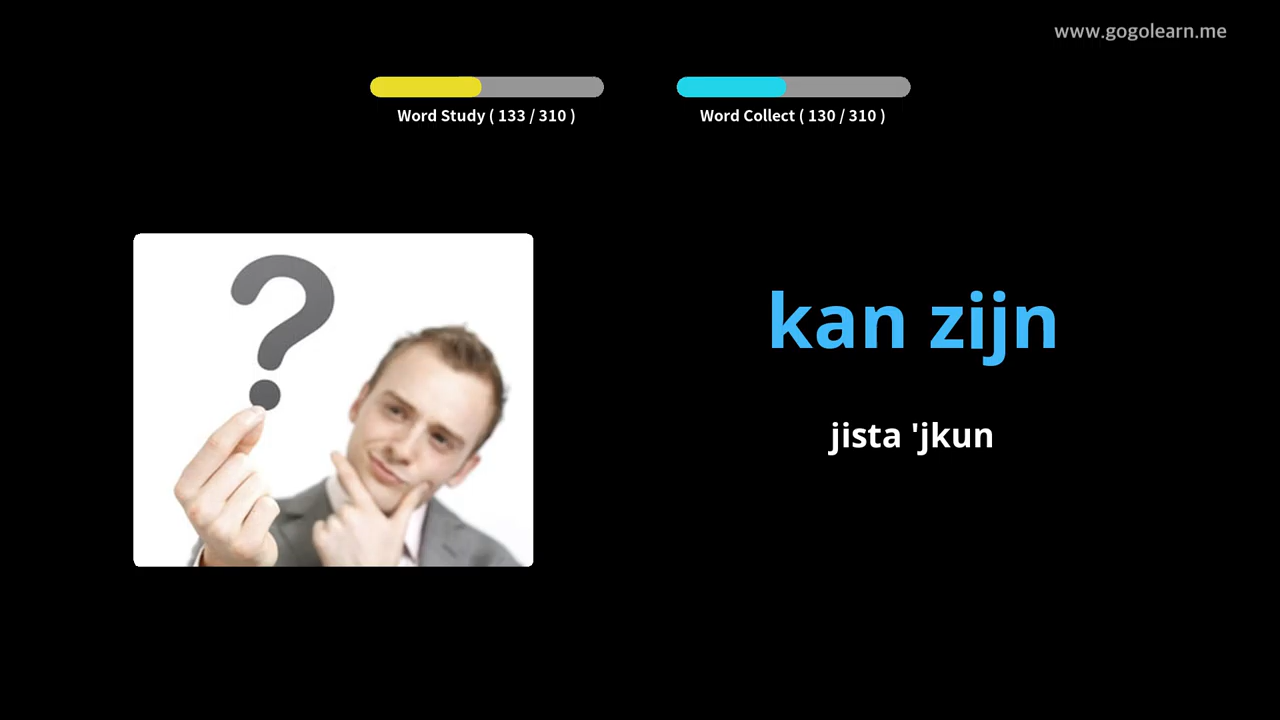 www.gogolearn.me
Word Study ( 133 / 310 )
Word Collect ( 130 / 310 )
?
kan zijn
jista 'jkun